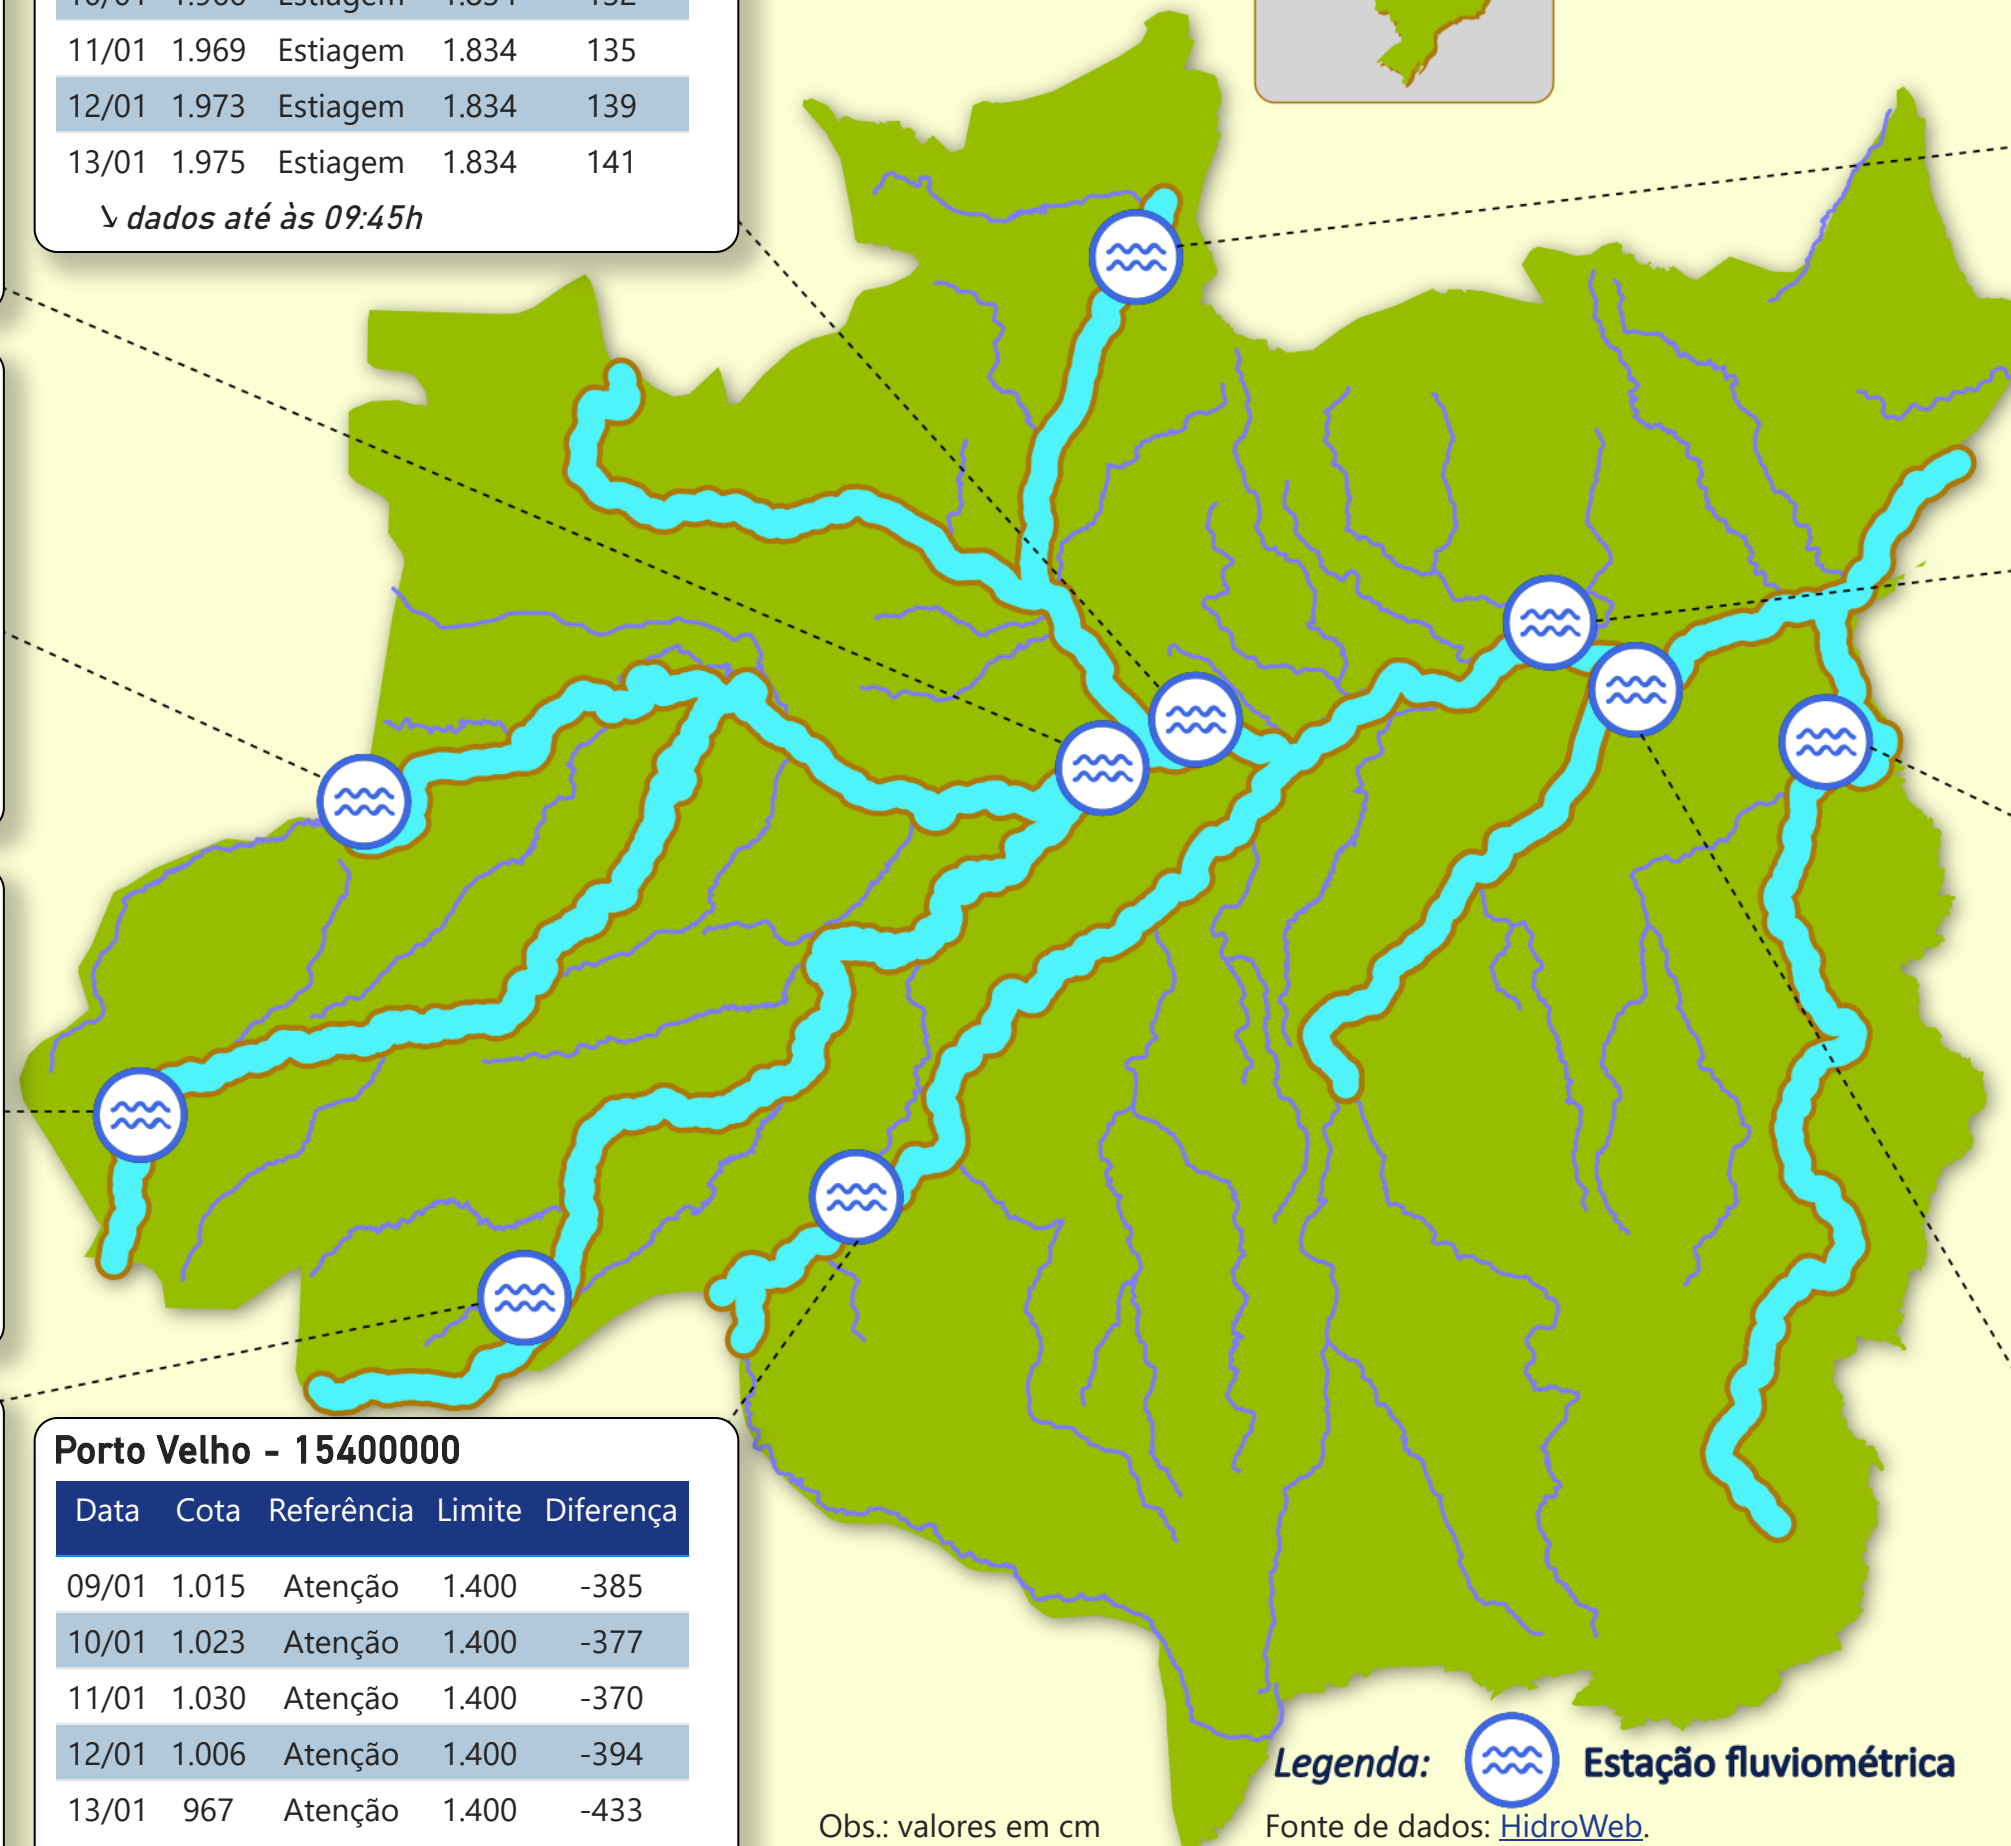 11/01 1.969 Estiagem 1.834 135
12/01 1.973 Estiagem 1.834 139
13/01 1.975 Estiagem 1.834 141
↘ dados até às 09:45h
Porto Velho - 15400000
Data Cota Referência Limite Diferença
09/01 1.015 Atenção 1.400 -385
10/01 1.023 Atenção 1.400 -377
11/01 1.030 Atenção 1.400 -370
12/01 1.006 Atenção 1.400 -394
13/01 967 Atenção 1.400 -433
Legenda: Estação fluviométrica
Obs.: valores em cm
Fonte de dados: HidroWeb.